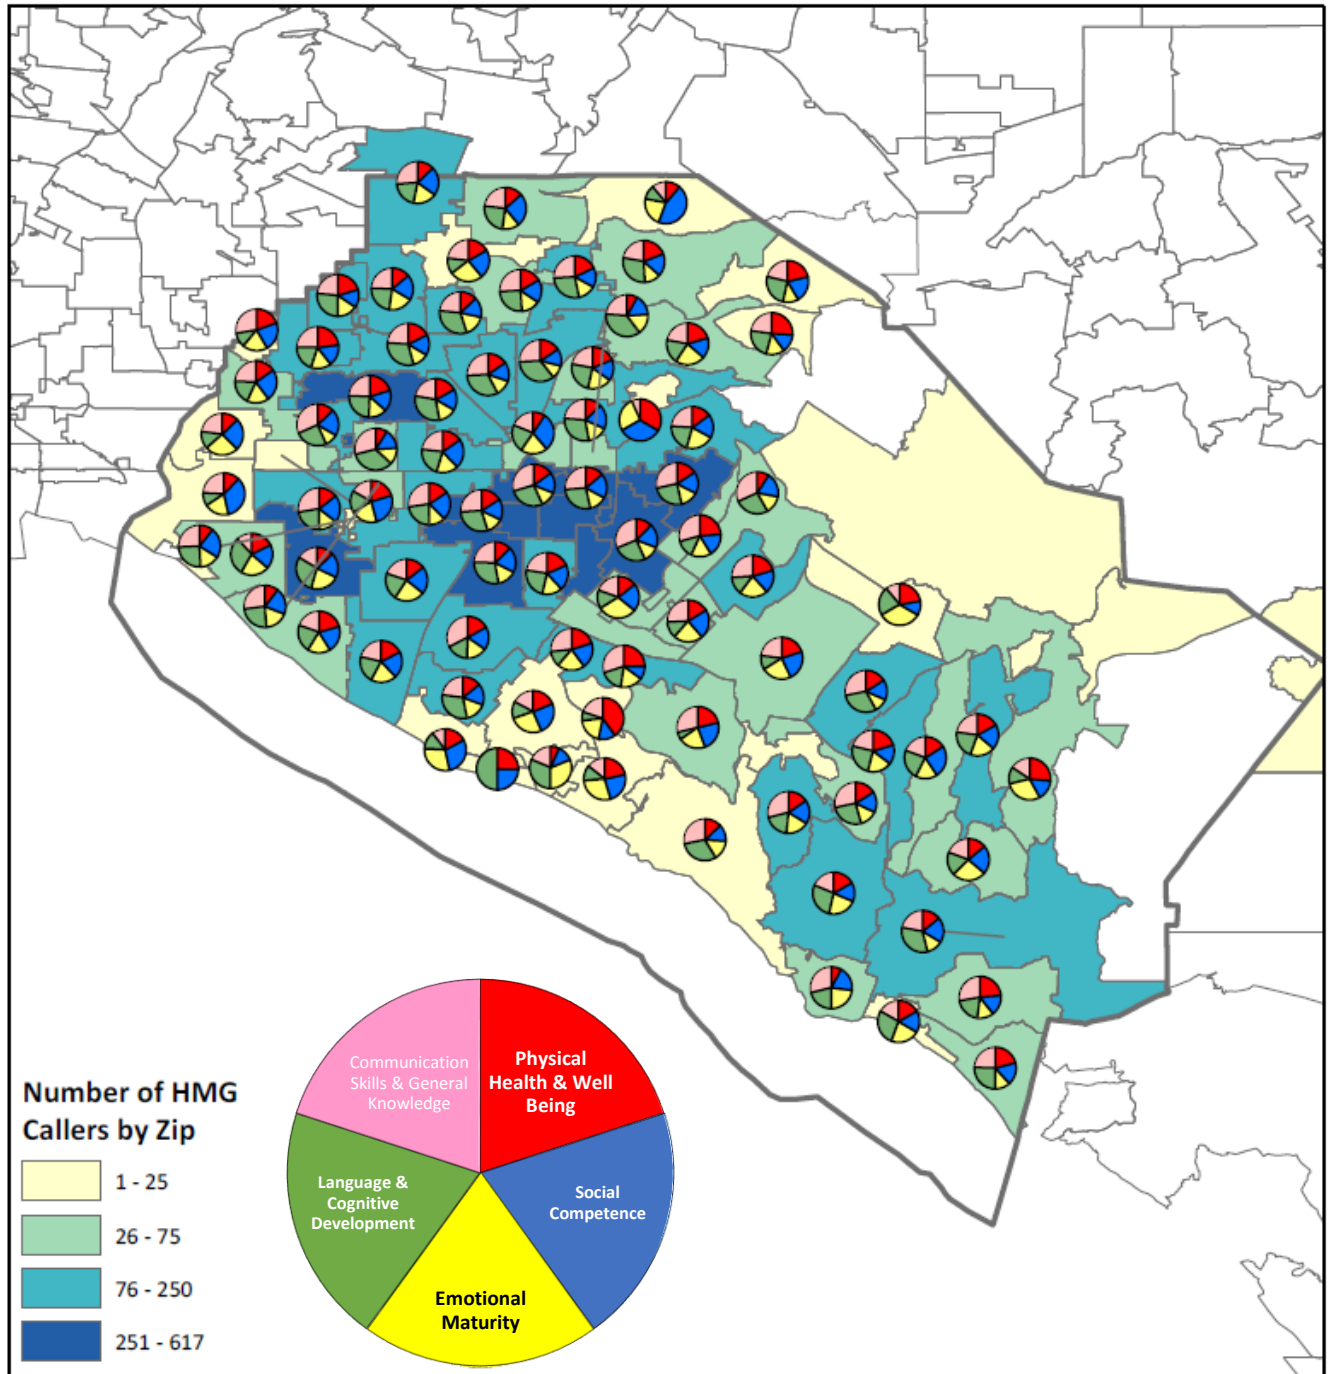 Communication
Skills & General
Knowledge
Physical
Health & Well
Being
Language &
Cognitive
Development
Social
Competence
Emotional
Maturity
Number of HMG
Callers by Zip
1 - 25
26 - 75
76 - 250
251 - 617